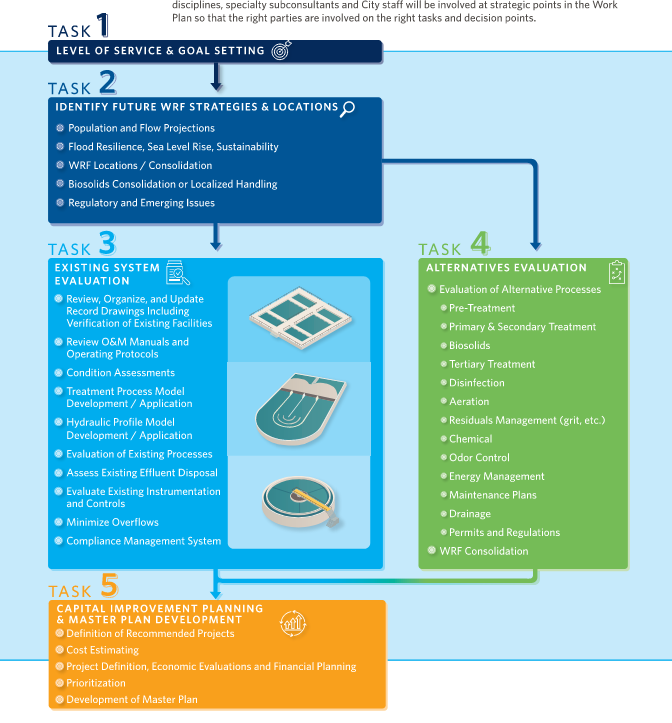 disciplines, specialty subconsultants and City staff will be involved at strategic points in the Work
Plan so that the right parties are involved on the right tasks and decision points.
TASK 1
LEVEL OF SERVICE & GOAL SETTING
TASK 2
IDENTIFY FUTURE WRF STRATEGIES & LOCATIONS
Population and Flow Projections
Flood Resilience, Sea Level Rise, Sustainability
WRF Locations / Consolidation
Biosolids Consolidation or Localized Handling
Regulatory and Emerging Issues
TASK 3
EXISTING SYSTEM
EVALUATION
Review, Organize, and Update
Record Drawings Including
Verification of Existing Facilities
Review O&M Manuals and
Operating Protocols
Condition Assessments
Treatment Process Model
Development / Application
Hydraulic Profile Model
Development / Application
Evaluation of Existing Processes
Assess Existing Effluent Disposal
Evaluate Existing Instrumentation
and Controls
Minimize Overflows
Compliance Management System
TASK 4
ALTERNATIVES EVALUATION
Evaluation of Alternative Processes
Pre-Treatment
Primary & Secondary Treatment
Biosolids
Tertiary Treatment
Disinfection
Aeration
Residuals Management (grit, etc.)
Chemical
Odor Control
Energy Management
Maintenance Plans
Drainage
Permits and Regulations
WRF Consolidation
TASK 5
CAPITAL IMPROVEMENT PLANNING
& MASTER PLAN DEVELOPMENT
Definition of Recommended Projects
Cost Estimating
Project Definition, Economic Evaluations and Financial Planning
Prioritization
Development of Master Plan